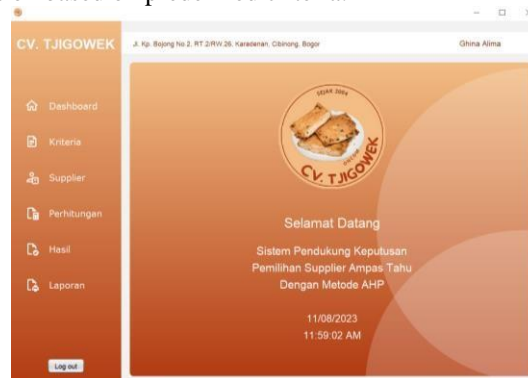 CV. TJIGOWEK
Jl. Kp. Bojong No.2, RT.2/RW.26, Karadenan, Cibinong, Bogor
Ghina Alima
Dashboard
Kriteria
Supplier
Perhitungan
Hasil
Laporan
Log out
SEJAK 2004
CV. TJIGOWEK
Selamat Datang
Sistem Pendukung Keputusan
Pemilihan Supplier Ampas Tahu
Dengan Metode AHP
11/08/2023
11:59:02 AM